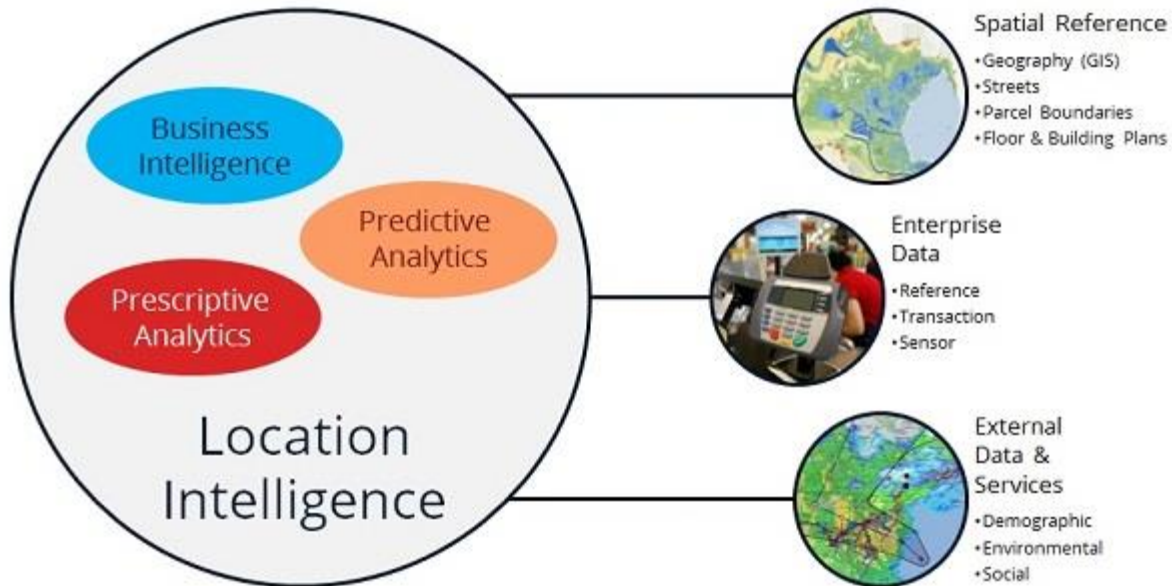 Business
Intelligence
Predictive
Analytics
Prescriptive
Analytics
Location
Intelligence
Spatial Reference
•Geography (GIS)
•Streets
•Parcel Boundaries
•Floor & Building Plans
Enterprise
Data
•Reference
•Transaction
•Sensor
External
Data &
Services
•Demographic
•Environmental
•Social